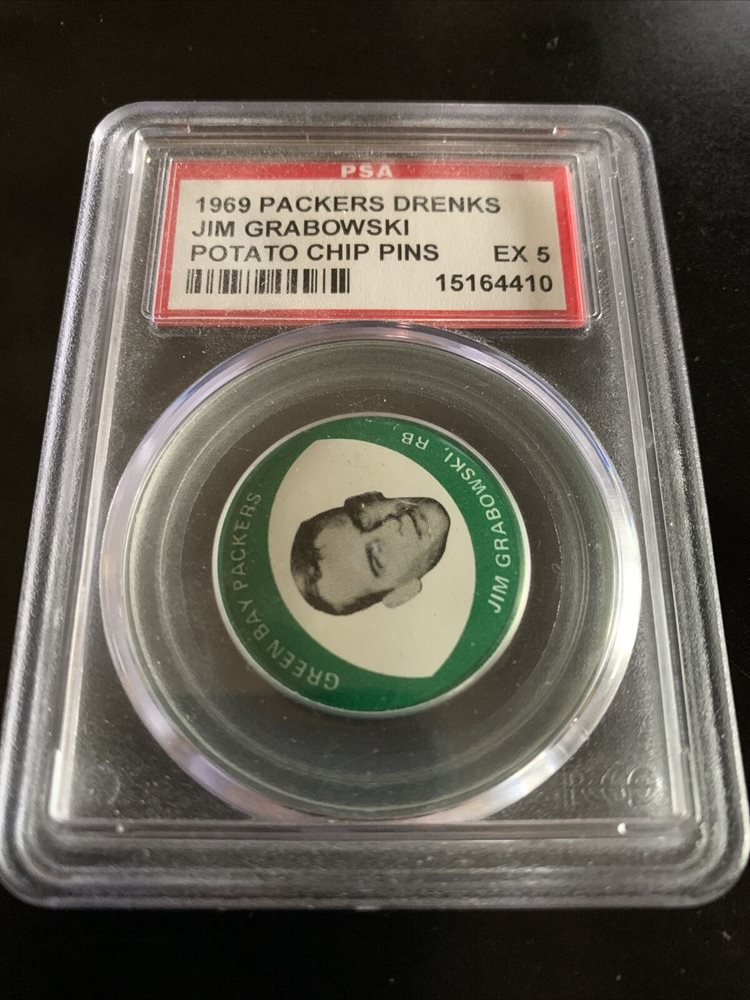 PSA
1969 PACKERS DRENKS
JIM GRABOWSKI
POTATO CHIP PINS EX 5
15164410
GREEN BAY PACKERS
JIM GRABOWSKI, RB